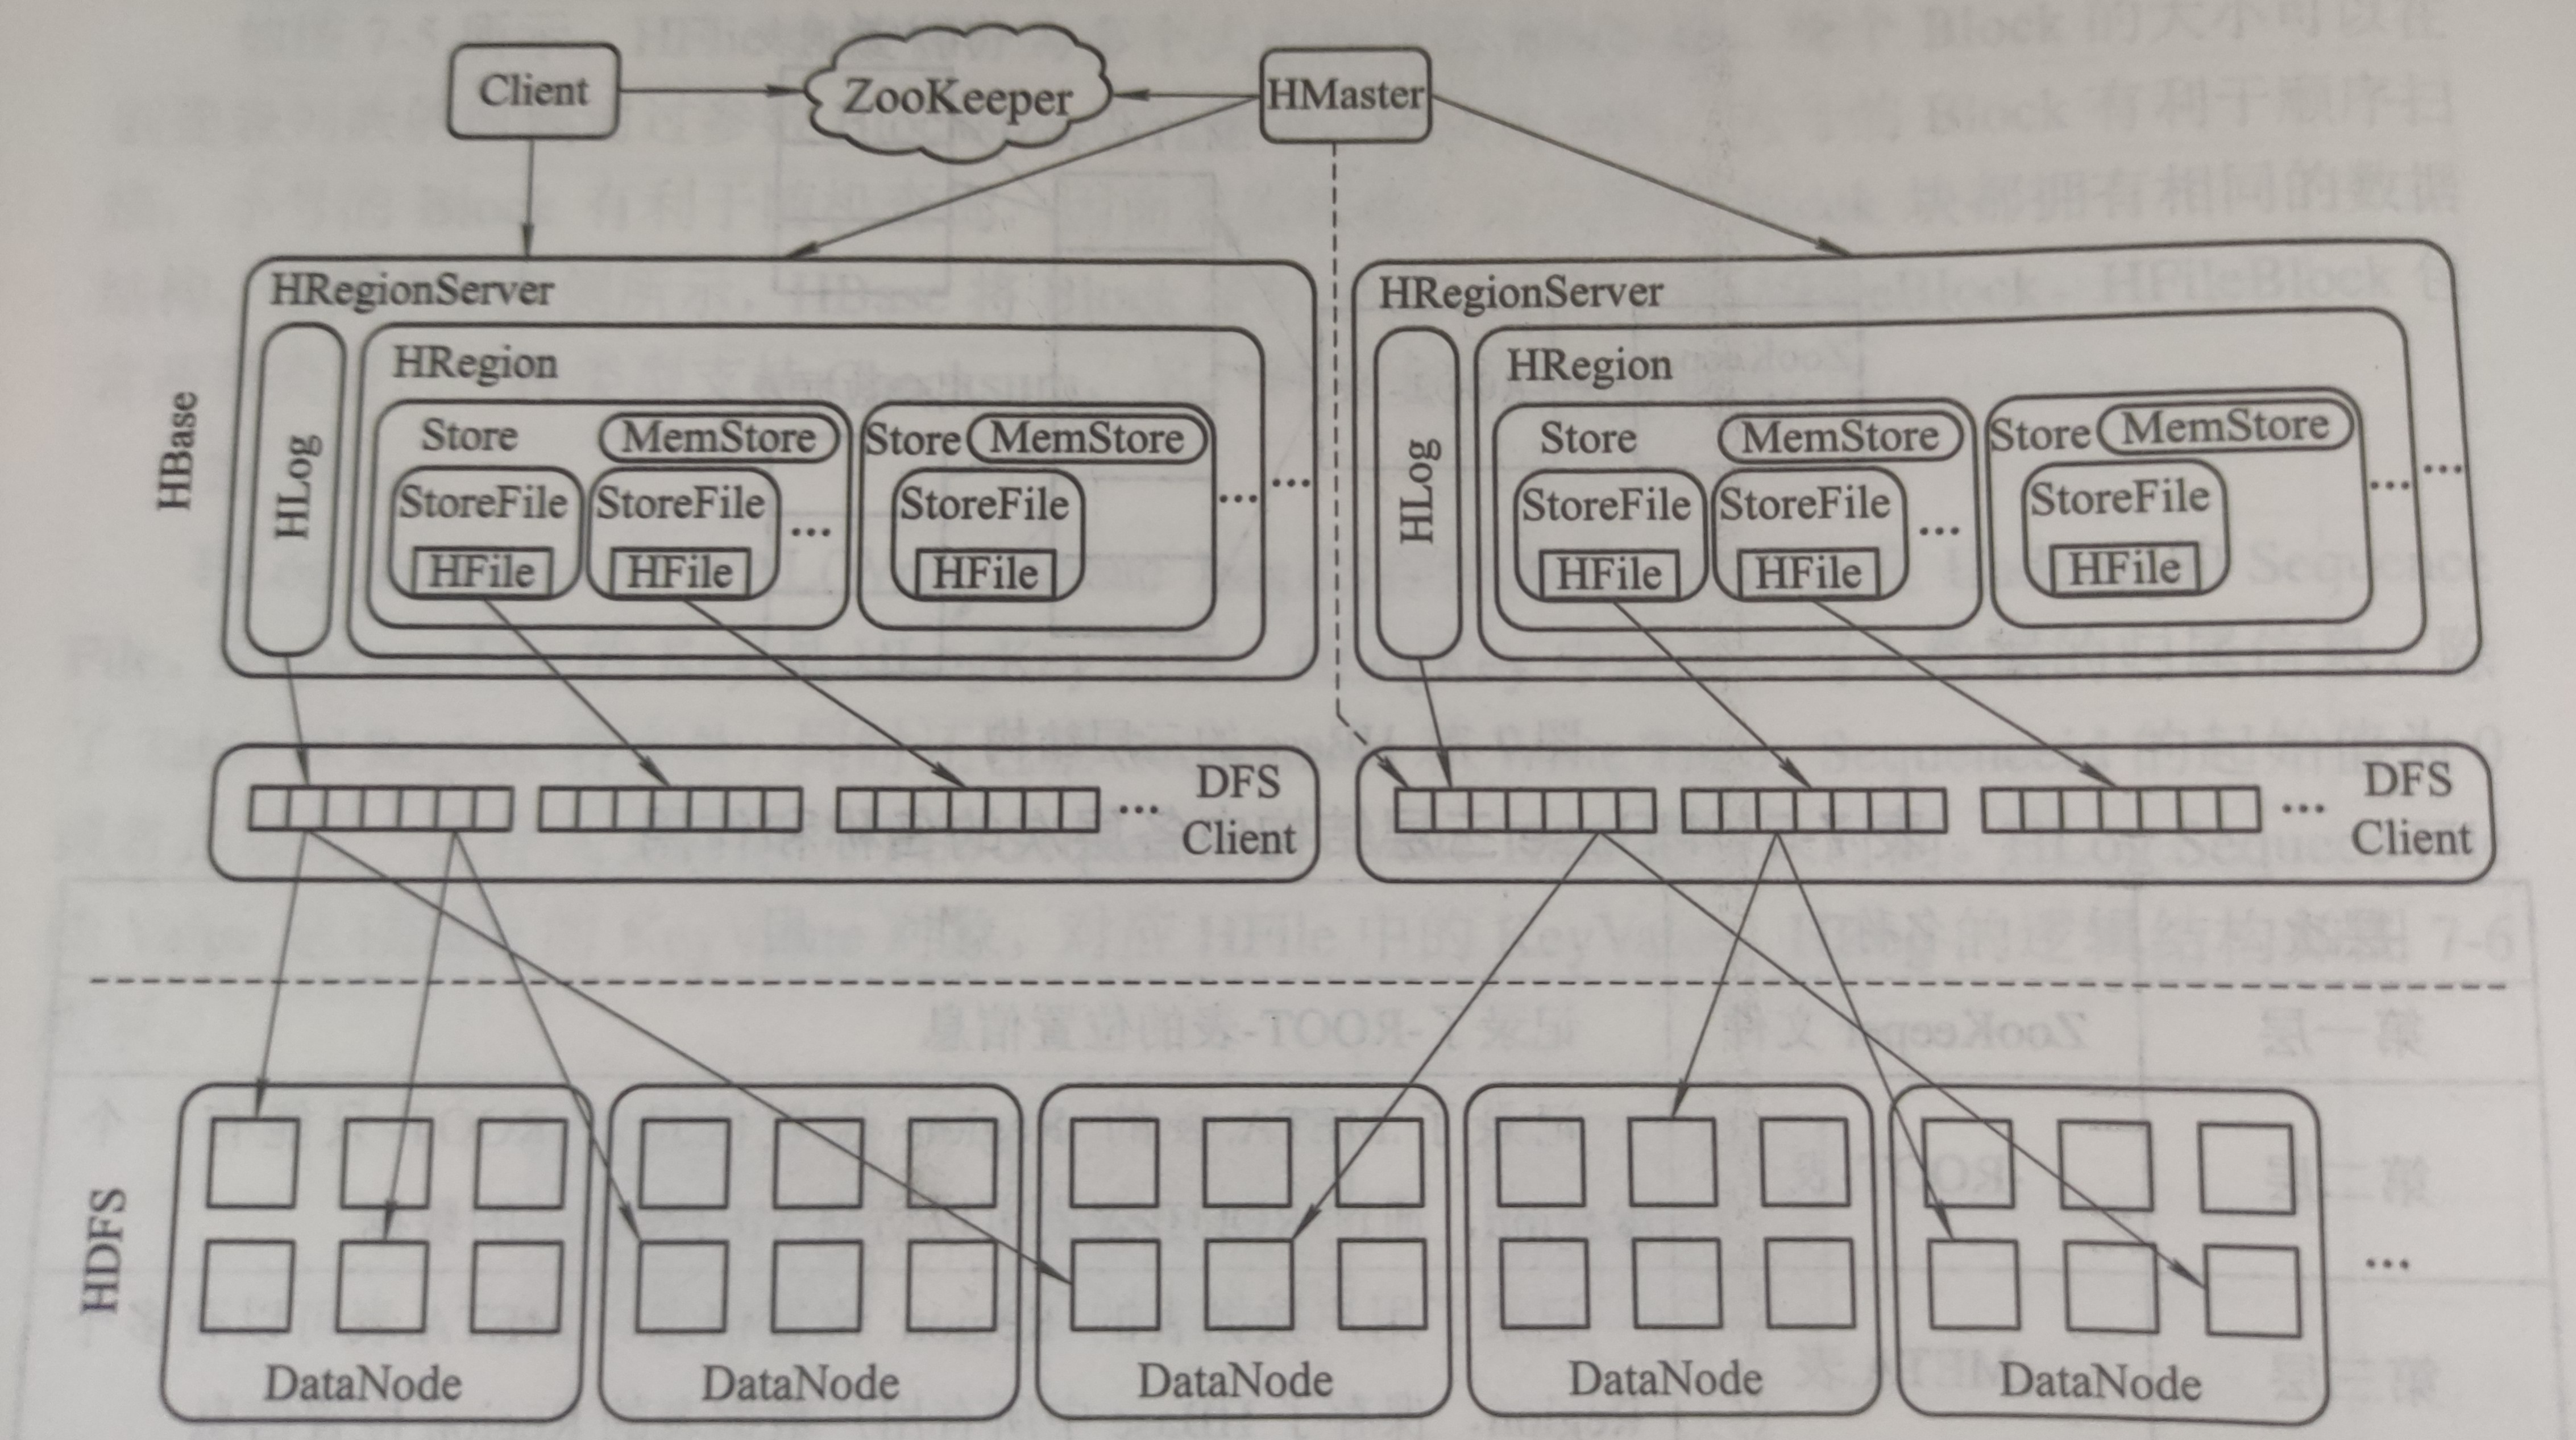 Client
ZooKeeper
HMaster
HRegionServer
HRegionServer
HBase
HLog
HRegion
Store
MemStore
Store
MemStore
StoreFile
StoreFile
...
StoreFile
...
...
HFile
HFile
HFile
HLog
HRegion
Store
MemStore
Store
MemStore
StoreFile
StoreFile
...
StoreFile
...
...
HFile
HFile
HFile
...
DFS
Client
...
DFS
Client
HDFS
...
DataNode
DataNode
DataNode
DataNode
DataNode